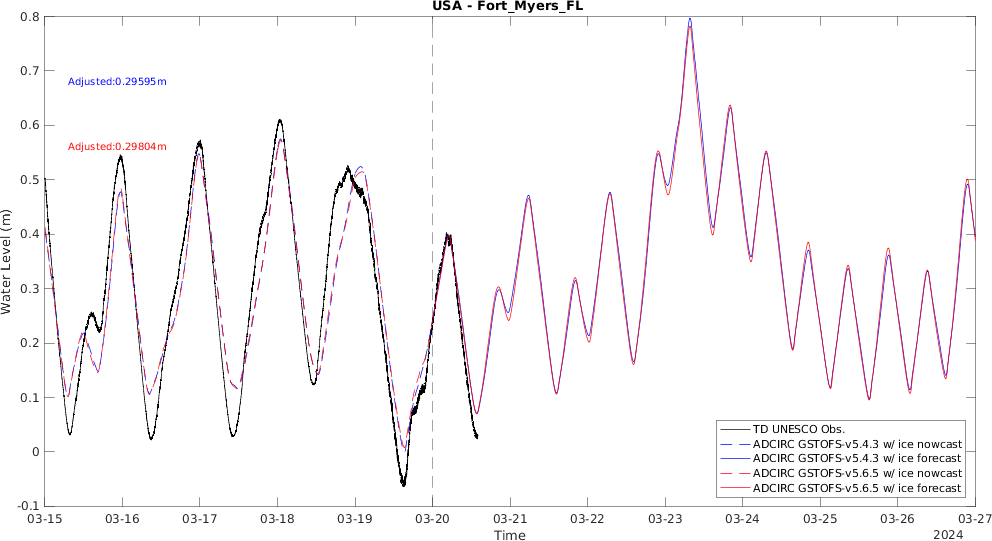 USA - Fort_Myers_FL
0.8
0.7
0.6
0.5
0.4
0.3
0.2
0.1
0
-0.1
Water Level (m)
Adjusted:0.29595m
Adjusted:0.29804m
TD UNESCO Obs.
ADCIRC GSTOFS-v5.4.3 w/ ice nowcast
ADCIRC GSTOFS-v5.4.3 w/ ice forecast
ADCIRC GSTOFS-v5.6.5 w/ ice nowcast
ADCIRC GSTOFS-v5.6.5 w/ ice forecast
03-15 03-16 03-17 03-18 03-19 03-20 03-21 03-22 03-23 03-24 03-25 03-26 03-27
Time
2024